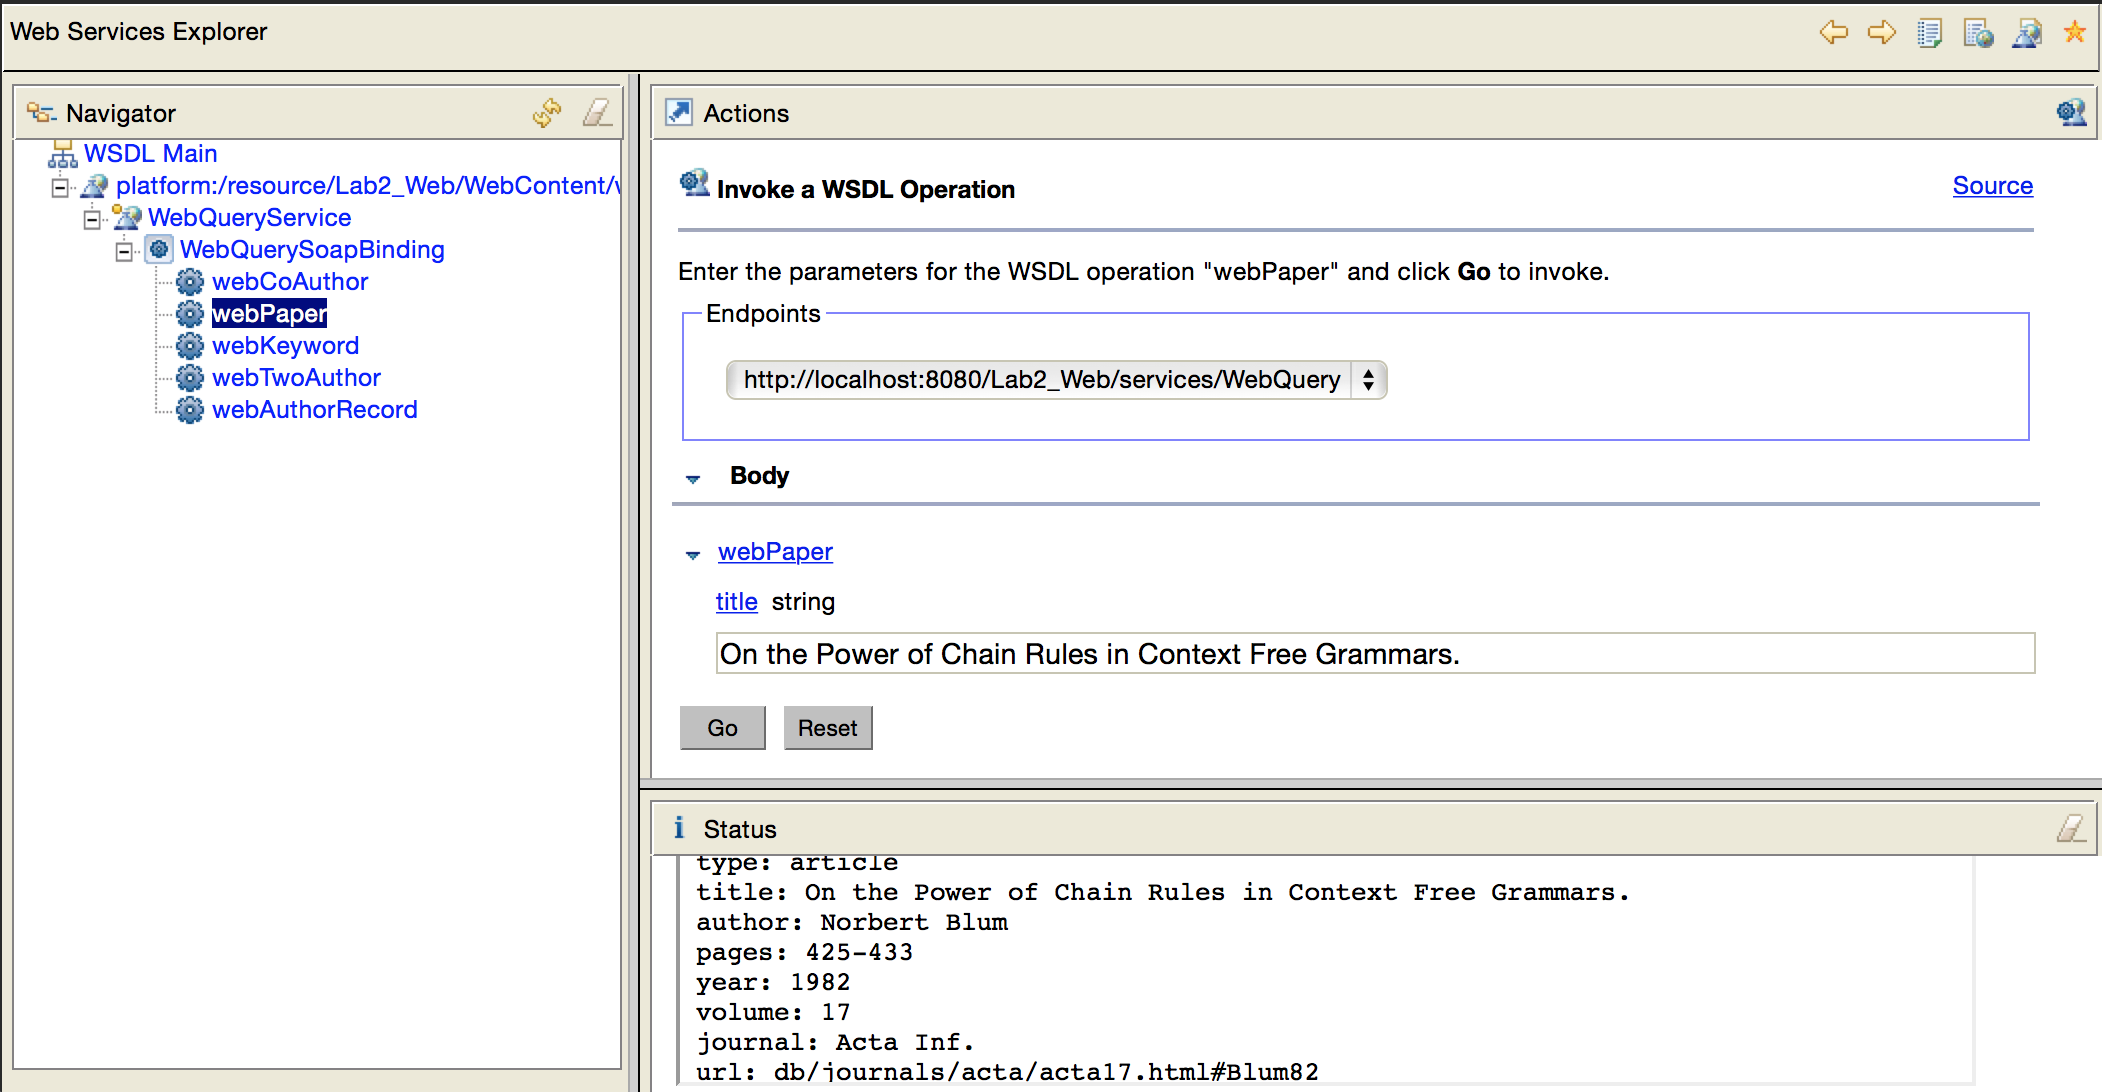 Web Services Explorer
Navigator
WSDL Main
platform:/resource/Lab2_Web/WebContent/
WebQueryService
WebQuerySoapBinding
webCoAuthor
webPaper
webKeyword
webTwoAuthor
webAuthorRecord
Actions
Invoke a WSDL Operation
Source
Enter the parameters for the WSDL operation "webPaper" and click Go to invoke.
Endpoints
http://localhost:8080/Lab2_Web/services/WebQuery
Body
webPaper
title string
On the Power of Chain Rules in Context Free Grammars.
Go Reset
Status
type: article
title: On the Power of Chain Rules in Context Free Grammars.
author: Norbert Blum
pages: 425-433
year: 1982
volume: 17
journal: Acta Inf.
url: db/journals/acta/acta17.html#Blum82